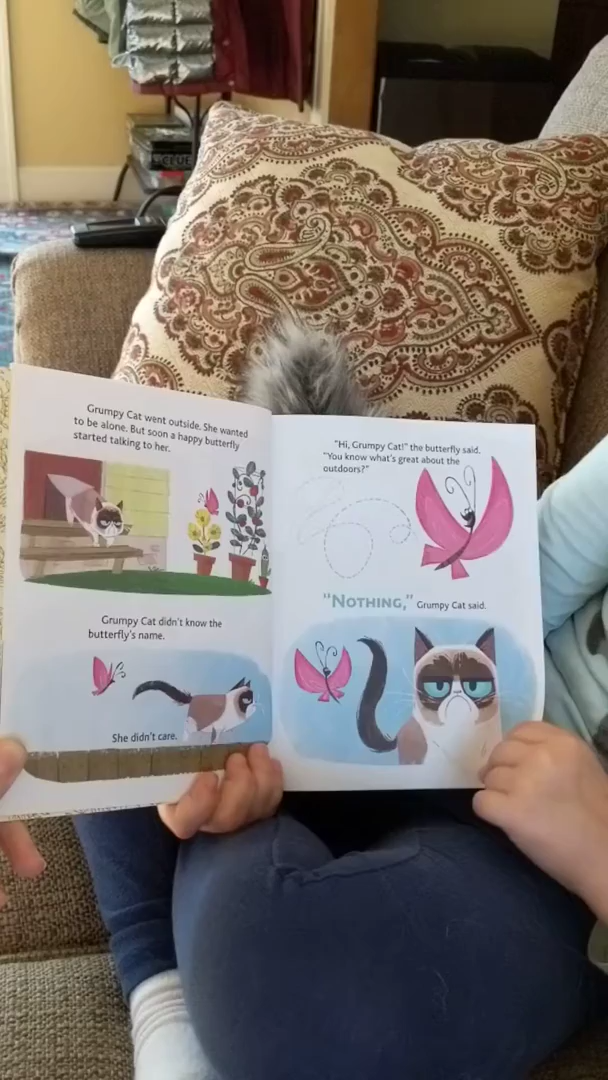 CLUE
Grumpy Cat went outside. She wanted
to be alone. But soon a happy butterfly
started talking to her.
Grumpy Cat didn't know the
butterfly's name.
She didn't care.
"Hi, Grumpy Cat!" the butterfly said.
"You know what's great about the
outdoors?"
"NOTHING," Grumpy Cat said.